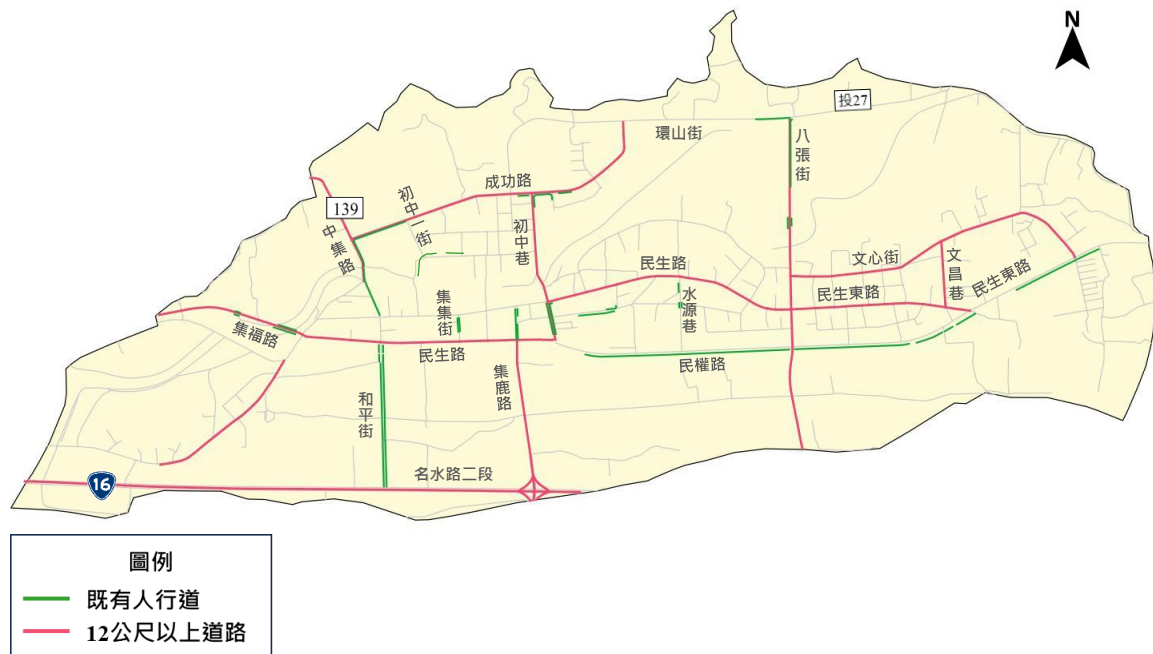 N
投27
環山街
八張街
成功路
初中一街
139
中集路
初中巷
民生路
文心街
文昌巷
民生東路
水源巷
民生東路
集集街
集福路
民生路
民權路
集鹿路
和平街
名水路二段
16
圖例
既有人行道
12公尺以上道路